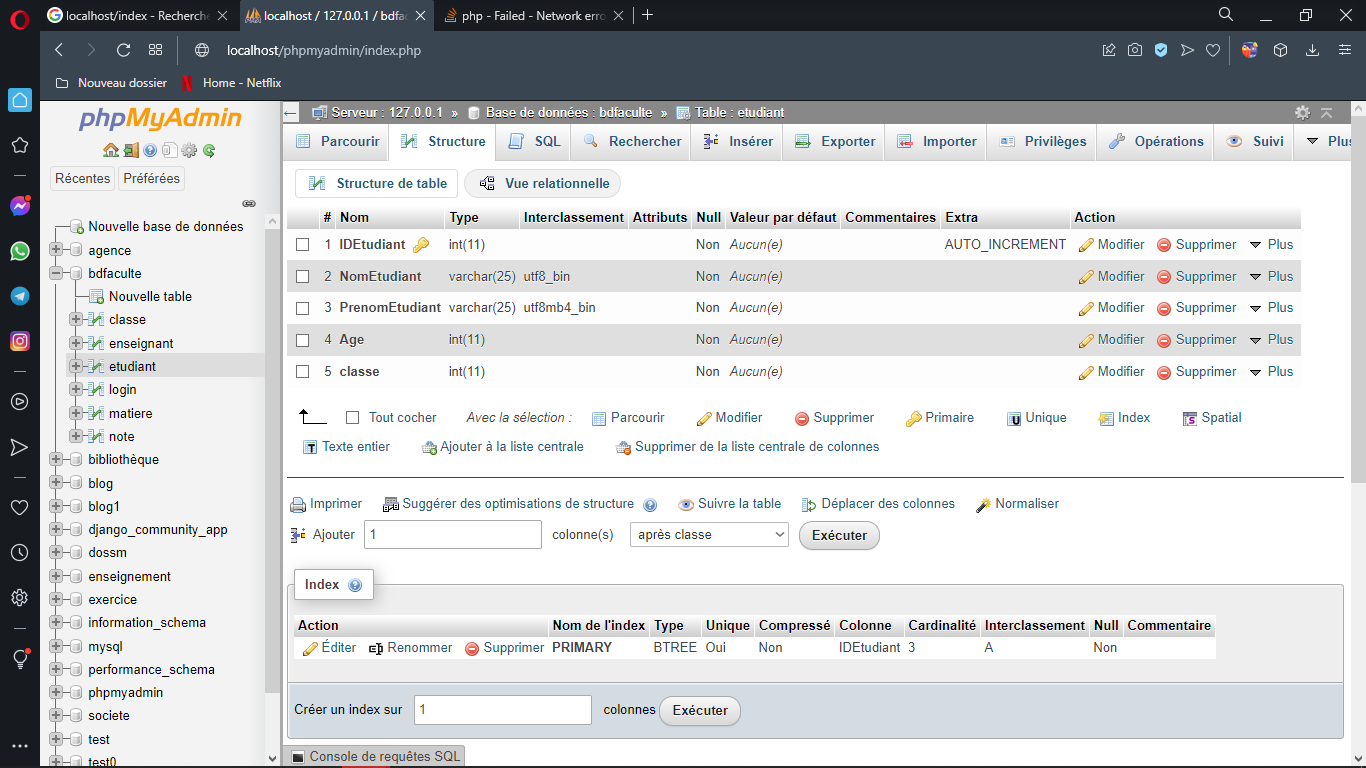 localhost/index - Recherche
localhost / 127.0.0.1 / bdfa
php - Failed - Network erro
localhost/phpmyadmin/index.php
Nouveau dossier
Home - Netflix
phpMyAdmin
Récentes
Préférées
Nouvelle base de données
agence
bdfaculte
Nouvelle table
classe
enseignant
etudiant
login
matiere
note
bibliothèque
blog
blog1
django_community_app
dossm
enseignement
exercice
information_schema
mysql
performance_schema
phpmyadmin
societe
test
test0
Serveur : 127.0.0.1 » Base de données : bdfaculte » Table : etudiant
Parcourir Structure SQL Rechercher Insérer Exporter Importer Privilèges Opérations Suivi Plus
Structure de table Vue relationnelle
# Nom Type Interclassement Attributs Null Valeur par défaut Commentaires Extra Action
1 IDEtudiant int(11) Non Aucun(e) AUTO_INCREMENT Modifier Supprimer Plus
2 NomEtudiant varchar(25) utf8_bin Non Aucun(e) Modifier Supprimer Plus
3 PrenomEtudiant varchar(25) utf8mb4_bin Non Aucun(e) Modifier Supprimer Plus
4 Age int(11) Non Aucun(e) Modifier Supprimer Plus
5 classe int(11) Non Aucun(e) Modifier Supprimer Plus
Tout cocher Avec la sélection : Parcourir Modifier Supprimer Primaire Unique Index Spatial
Texte entier Ajouter à la liste centrale Supprimer de la liste centrale de colonnes
Imprimer Suggérer des optimisations de structure Suivre la table Déplacer des colonnes Normaliser
Ajouter 1 colonne(s) après classe Exécuter
Index
Action Nom de l'index Type Unique Compressé Colonne Cardinalité Interclassement Null Commentaire
Éditer Renommer Supprimer PRIMARY BTREE Oui Non IDEtudiant 3 A Non
Créer un index sur 1 colonnes Exécuter
Console de requêtes SQL